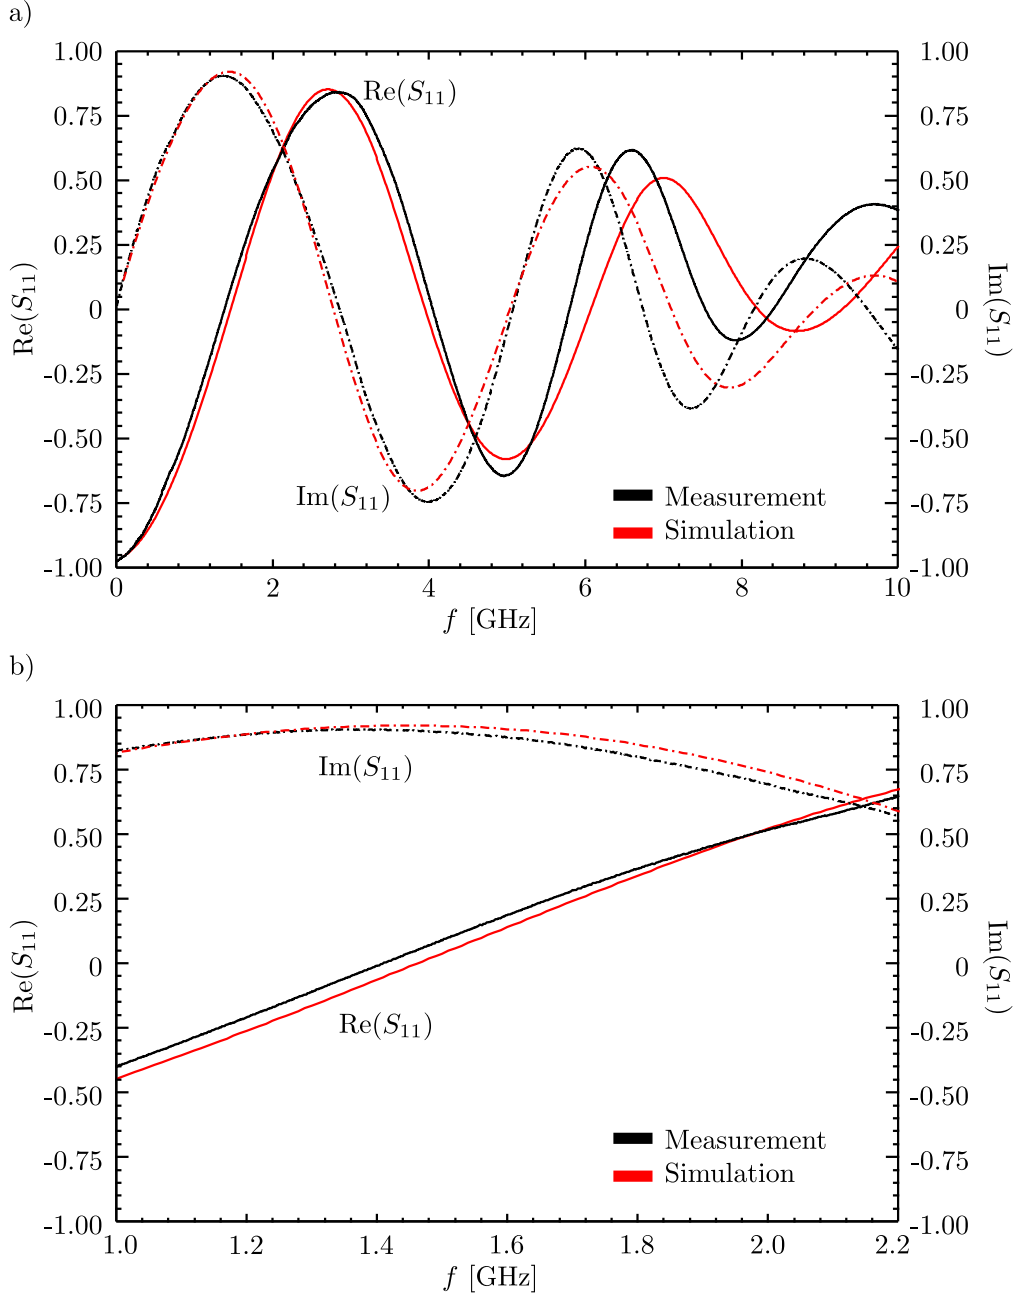 a)
1.00 1.00
0.75 0.75
Re(S11)
0.50 0.50
0.25 0.25
Re(S11) Im(S11)
0 0
-0.25 -0.25
-0.50 -0.50
Im(S11)
Measurement
-0.75 -0.75
Simulation
-1.00 -1.00
0 2 4 6 8 10
f [GHz]
b)
1.00 1.00
0.75 0.75
Im(S11)
0.50 0.50
0.25 0.25
Re(S11) Im(S11)
0 0
Re(S11)
-0.25 -0.25
-0.50 -0.50
Measurement
-0.75 -0.75
Simulation
-1.00 -1.00
1.0 1.2 1.4 1.6 1.8 2.0 2.2
f [GHz]